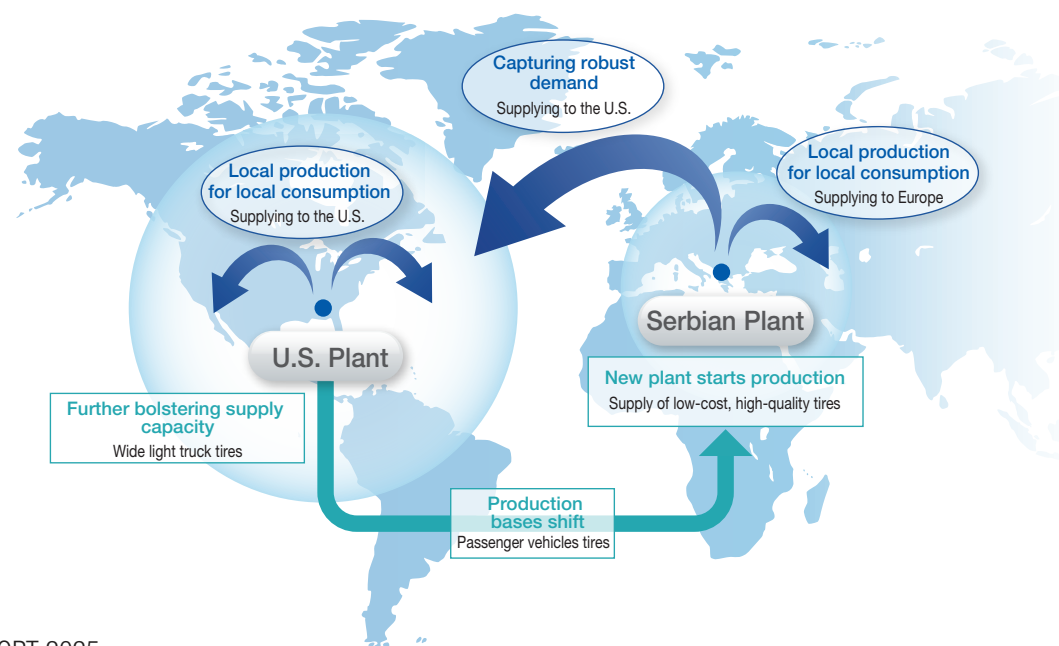 Capturing robust
demand
Supplying to the U.S.
Local production
for local consumption
Supplying to the U.S.
Local production
for local consumption
Supplying to Europe
U.S. Plant
Serbian Plant
Further bolstering supply
capacity
Wide light truck tires
New plant starts production
Supply of low-cost, high-quality tires
Production
bases shift
Passenger vehicles tires